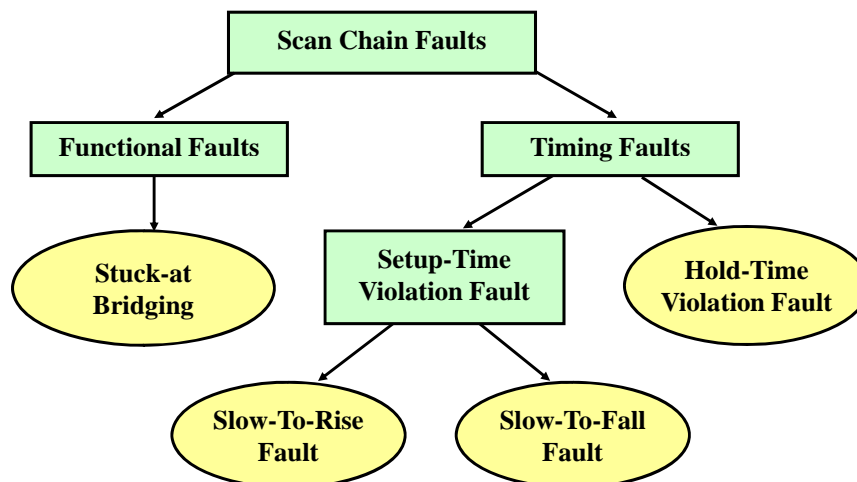 Scan Chain Faults
Functional Faults
Timing Faults
Stuck-at
Bridging
Setup-Time
Violation Fault
Hold-Time
Violation Fault
Slow-To-Rise
Fault
Slow-To-Fall
Fault